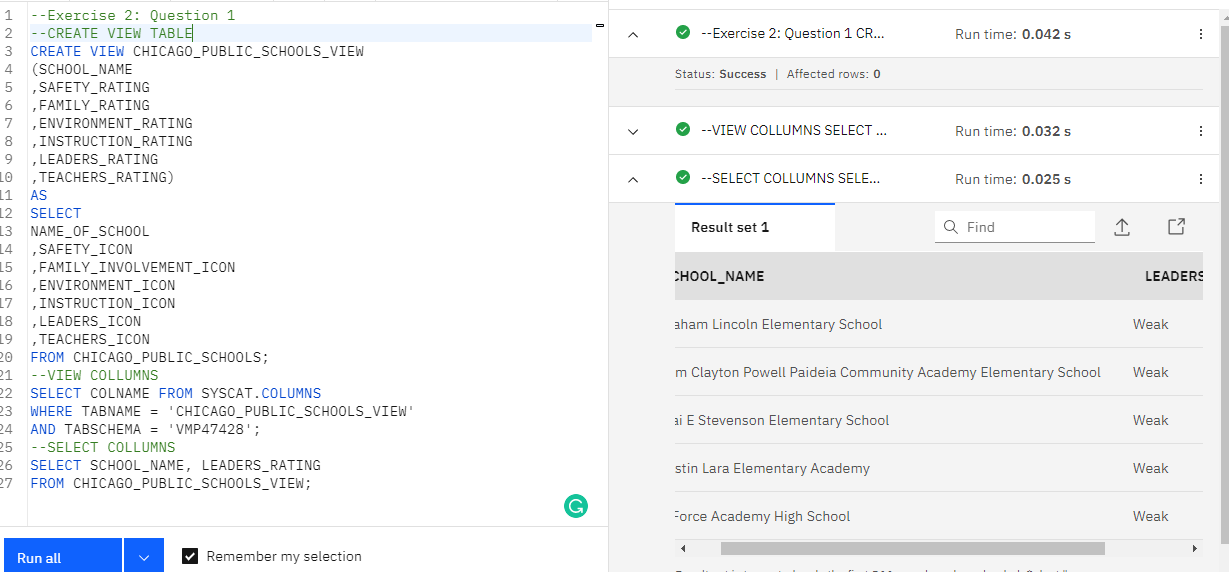 1 --Exercise 2: Question 1
2 --CREATE VIEW TABLE
3 CREATE VIEW CHICAGO_PUBLIC_SCHOOLS_VIEW
4 (SCHOOL_NAME
5 ,SAFETY_RATING
6 ,FAMILY_RATING
7 ,ENVIRONMENT_RATING
8 ,INSTRUCTION_RATING
9 ,LEADERS_RATING
10 ,TEACHERS_RATING)
11 AS
12 SELECT
13 NAME_OF_SCHOOL
14 ,SAFETY_ICON
15 ,FAMILY_INVOLVEMENT_ICON
16 ,ENVIRONMENT_ICON
17 ,INSTRUCTION_ICON
18 ,LEADERS_ICON
19 ,TEACHERS_ICON
20 FROM CHICAGO_PUBLIC_SCHOOLS;
21 --VIEW COLLUMNS
22 SELECT COLNAME FROM SYSCAT.COLUMNS
23 WHERE TABNAME = 'CHICAGO_PUBLIC_SCHOOLS_VIEW'
24 AND TABSCHEMA = 'VMP47428';
25 --SELECT COLLUMNS
26 SELECT SCHOOL_NAME, LEADERS_RATING
27 FROM CHICAGO_PUBLIC_SCHOOLS_VIEW;
Run all
Remember my selection
--Exercise 2: Question 1 CR... Run time: 0.042 s
Status: Success | Affected rows: 0
--VIEW COLLUMNS SELECT ... Run time: 0.032 s
--SELECT COLLUMNS SELE... Run time: 0.025 s
Result set 1 Find
CHOOL_NAME LEADERS
aham Lincoln Elementary School Weak
m Clayton Powell Paideia Community Academy Elementary School Weak
ai E Stevenson Elementary School Weak
stin Lara Elementary Academy Weak
Force Academy High School Weak